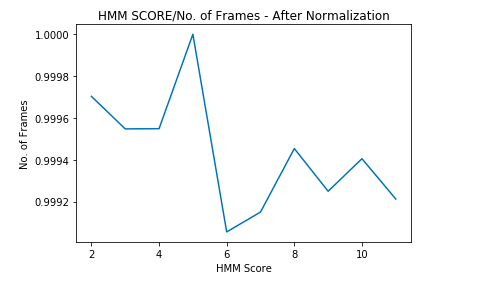 HMM SCORE/No. of Frames - After Normalization
1.0000
0.9998
0.9996
0.9994
0.9992
No. of Frames
2 4 6 8 10
HMM Score